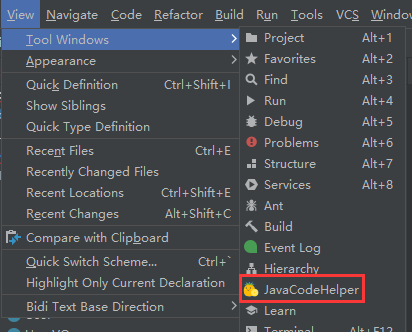 View Navigate Code Refactor Build Run Tools VCS Window
Tool Windows
Appearance
Quick Definition Ctrl+Shift+I
Show Siblings
Quick Type Definition
Recent Files Ctrl+E
Recently Changed Files
Recent Locations Ctrl+Shift+E
Recent Changes Alt+Shift+C
Compare with Clipboard
Quick Switch Scheme... Ctrl+`
Highlight Only Current Declaration
Bidi Text Base Direction
Project Alt+1
Favorites Alt+2
Find Alt+3
Run Alt+4
Debug Alt+5
Problems Alt+6
Structure Alt+7
Services Alt+8
Ant
Build
Event Log
Hierarchy
JavaCodeHelper
Learn
Terminal Alt+F12